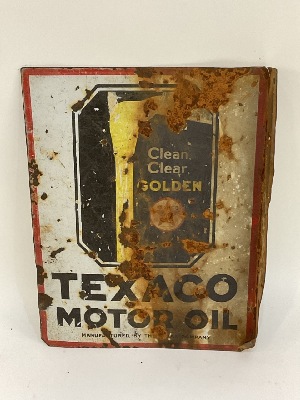 Clean,
Clear,
GOLDEN
TEXACO
MOTOR OIL
MANUFACTURED BY THE COMPANY